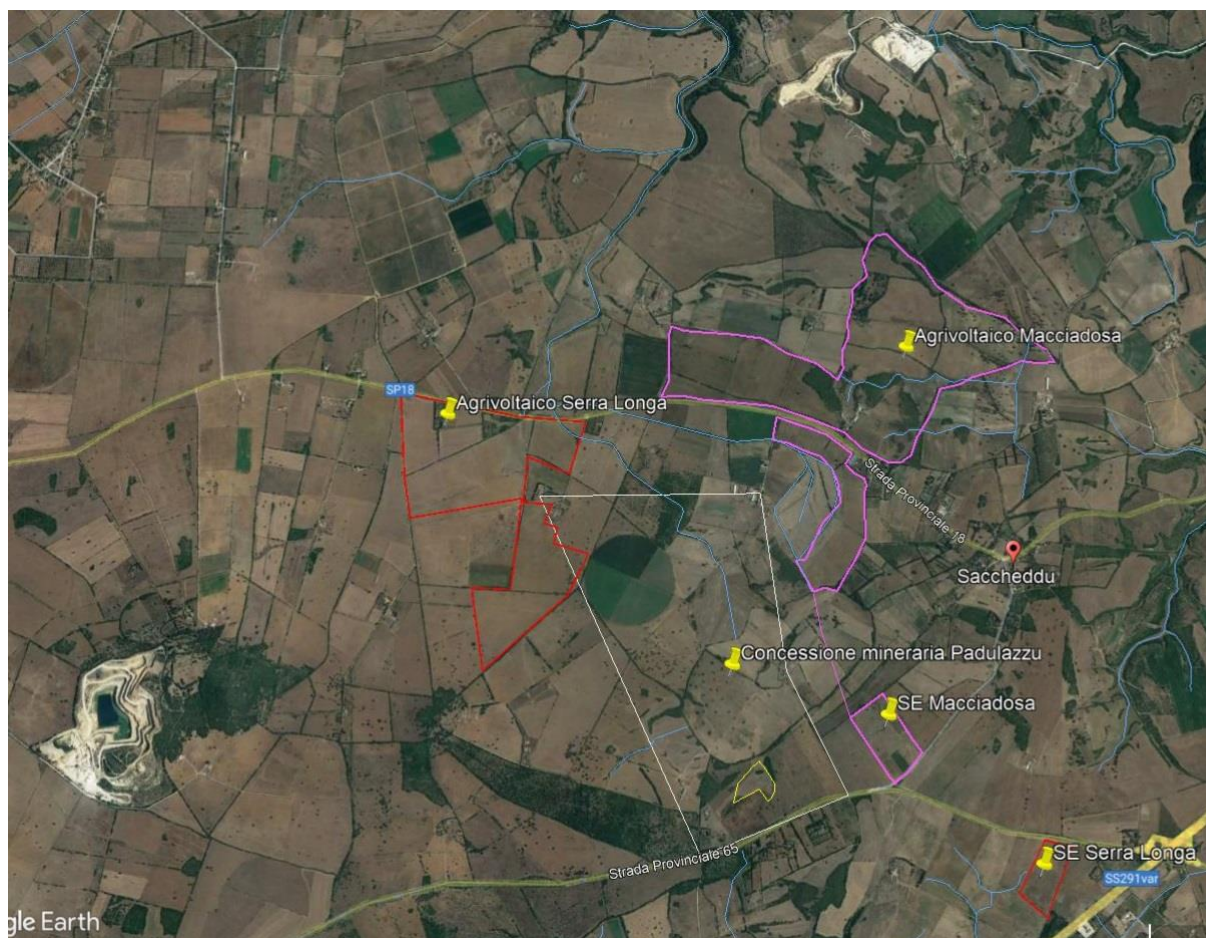 Agrivoltaico Macciadosa
SP18
Agrivoltaico Serra Longa
Strada Provinciale 18
Saccheddu
Concessione mineraria Padulazzu
SE Macciadosa
Strada Provinciale 65
SE Serra Longa
SS291var
gle Earth